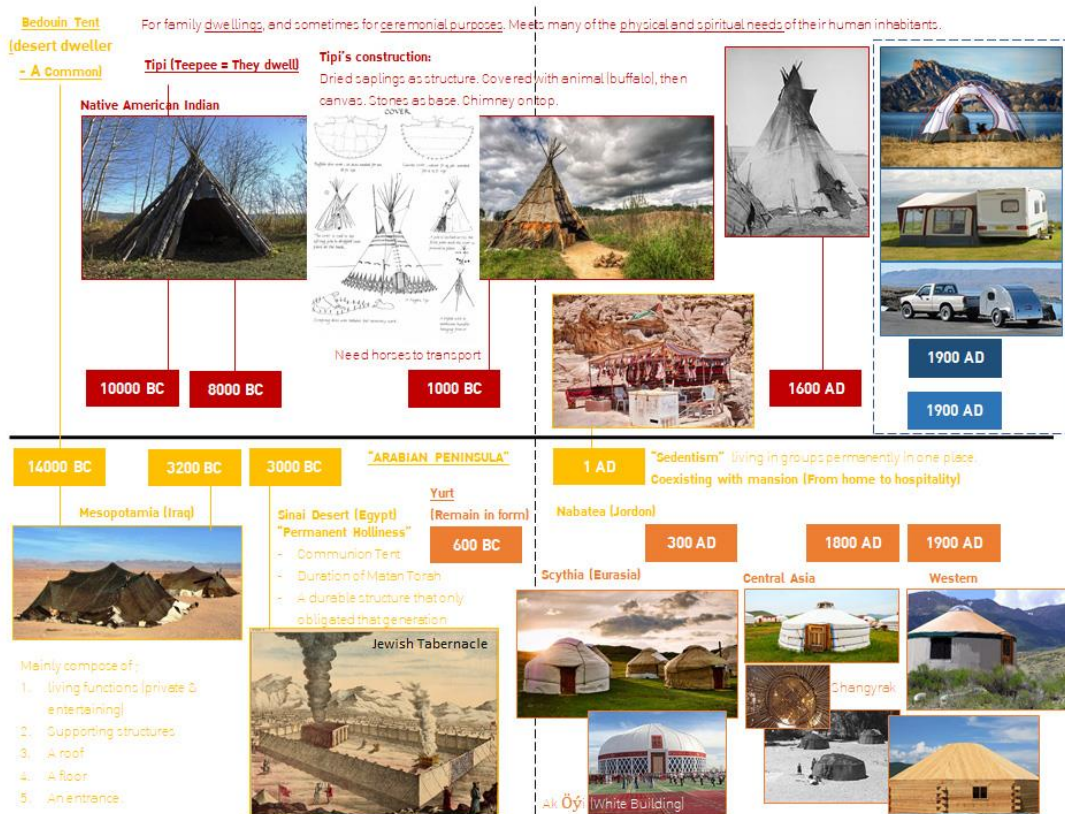 Bedouin Tent
(desert dweller
- A Common)
For family dwellings, and sometimes for ceremonial purposes. Meets many of the physical and spiritual needs of their human inhabitants.
Tipi (Teepee = They dwell)
Tipi's construction:
Dried saplings as structure. Covered with animal (buffalo), then
canvas. Stones as base. Chimney on top.
Native American Indian
COVER
Need horses to transport
10000 BC
8000 BC
1000 BC
1600 AD
1900 AD
1900 AD
14000 BC
3200 BC
3000 BC
"ARABIAN PENINSULA"
1 AD
"Sedentism" living in groups permanently in one place.
Coexisting with mansion (From home to hospitality)
Mesopotamia (Iraq)
Sinai Desert (Egypt)
"Permanent Holliness"
- Communion Tent
- Duration of Matan Torah
- A durable structure that only
obligated that generation
Yurt
(Remain in form)
600 BC
Nabatea (Jordon)
300 AD
1800 AD
1900 AD
Scythia (Eurasia)
Central Asia
Western
Jewish Tabernacle
Mainly compose of ;
1. living functions (private &
entertaining)
2. Supporting structures
3. A roof
4. A floor
5. An entrance.
Shangyrak
Ak Öýi (White Building)